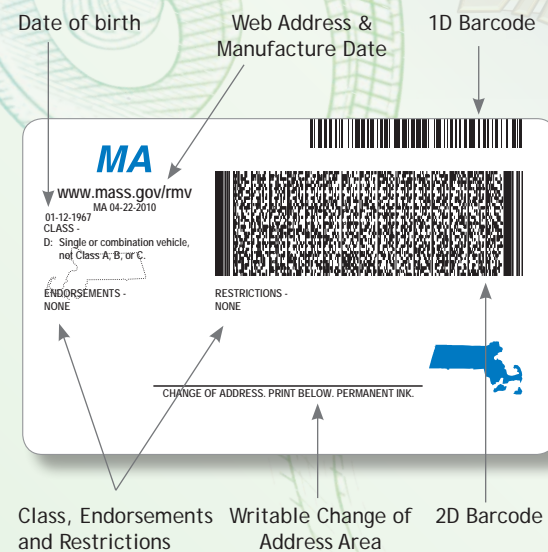 Date of birth
Web Address &
Manufacture Date
1D Barcode
MA
www.mass.gov/rmv
MA 04-22-2010
01-12-1967
CLASS -
D: Single or combination vehicle,
not Class A, B, or C.
ENDORSEMENTS -
NONE
RESTRICTIONS -
NONE
CHANGE OF ADDRESS. PRINT BELOW. PERMANENT INK.
Class, Endorsements
and Restrictions
Writable Change of
Address Area
2D Barcode